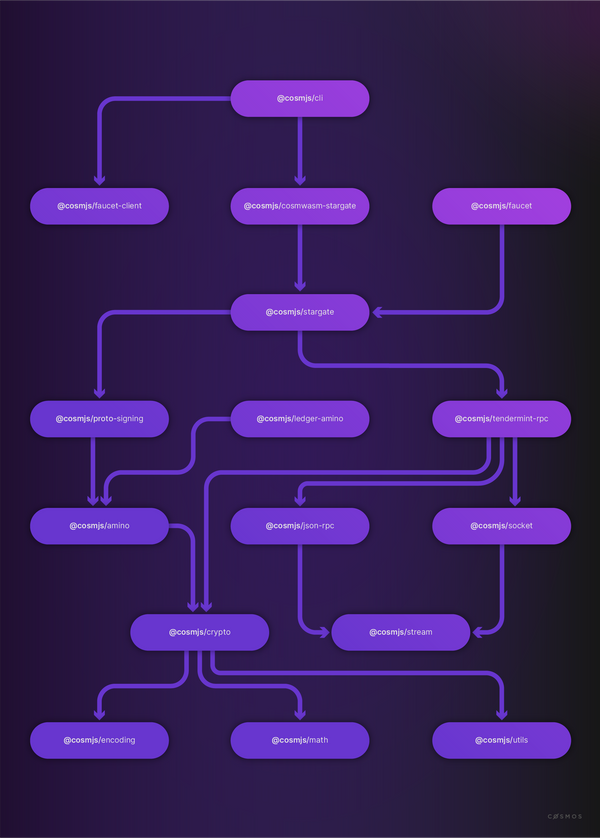 @cosmjs/cli
@cosmjs/faucet-client
@cosmjs/cosmwasm-stargate
@cosmjs/faucet
@cosmjs/stargate
@cosmjs/proto-signing
@cosmjs/ledger-amino
@cosmjs/tendermint-rpc
@cosmjs/amino
@cosmjs/json-rpc
@cosmjs/socket
@cosmjs/crypto
@cosmjs/stream
@cosmjs/encoding
@cosmjs/math
@cosmjs/utils
COSMOS